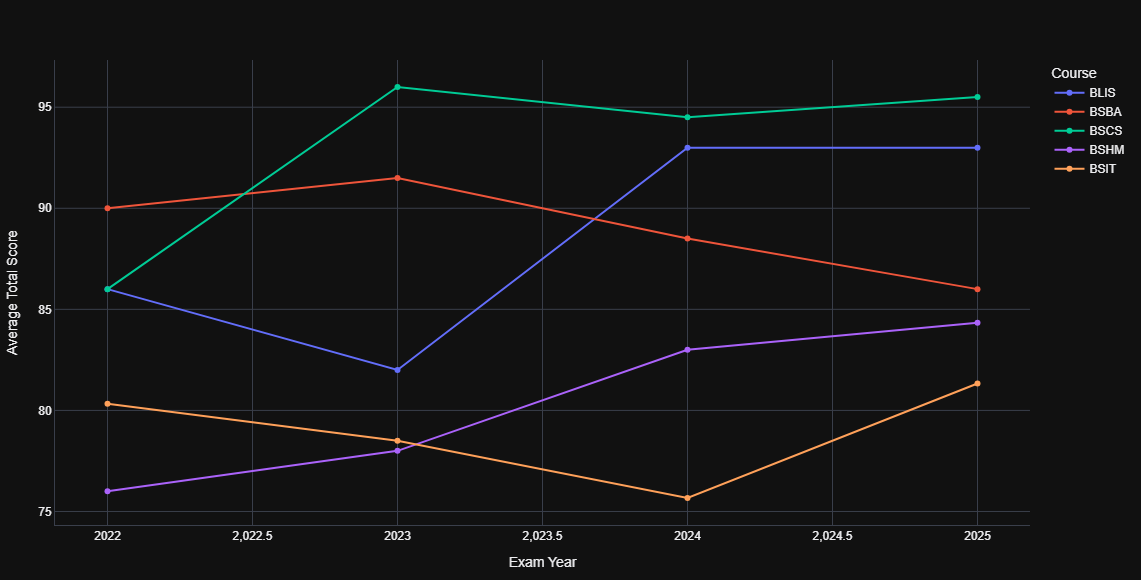 Course
BLIS
BSBA
BSCS
BSHM
BSIT
Average Total Score
95
90
85
80
75
2022 2,022.5 2023 2,023.5 2024 2,024.5 2025
Exam Year